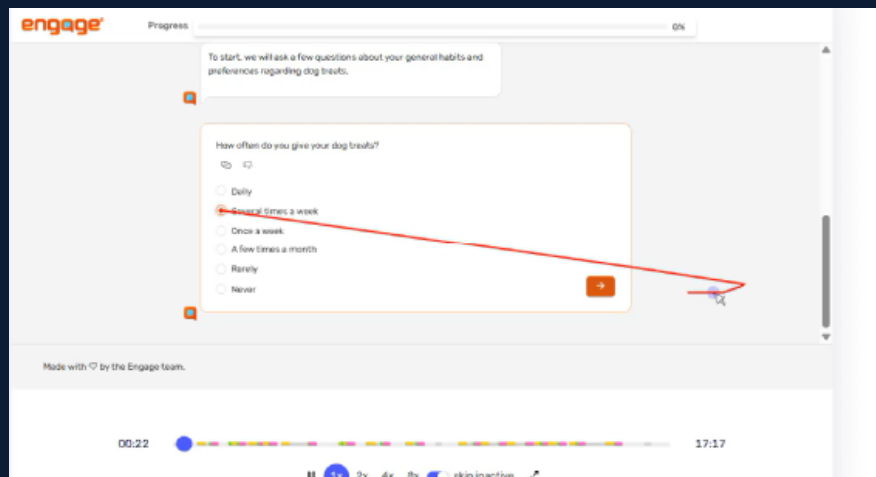 engage
Progress
0%
To start, we will ask a few questions about your general habits and
preferences regarding dog treats.
How often do you give your dog treats?
Daily
Several times a week
Once a week
A few times a month
Rarely
Never
Made with ♡ by the Engage team.
00:22
17:17
1x 2x 4x 8x skip inactive